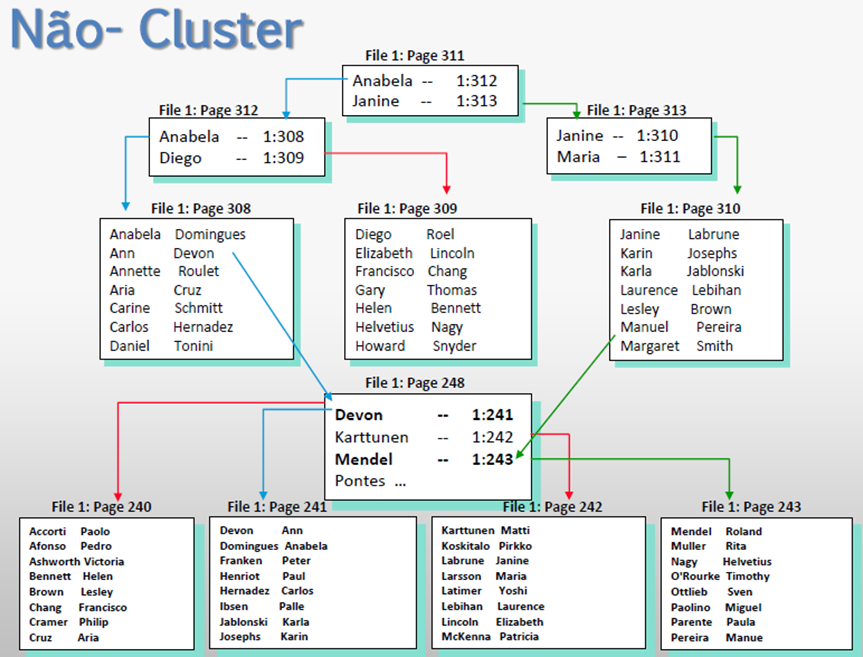 Não- Cluster
File 1: Page 311
Anabela -- 1:312
Janine -- 1:313
File 1: Page 312
Anabela -- 1:308
Diego -- 1:309
File 1: Page 313
Janine -- 1:310
Maria – 1:311
File 1: Page 308
Anabela Domingues
Ann Devon
Annette Roulet
Aria Cruz
Carine Schmitt
Carlos Hernadez
Daniel Tonini
File 1: Page 309
Diego Roel
Elizabeth Lincoln
Francisco Chang
Gary Thomas
Helen Bennett
Helvetius Nagy
Howard Snyder
File 1: Page 310
Janine Labrune
Karin Josephs
Karla Jablonski
Laurence Lebihan
Lesley Brown
Manuel Pereira
Margaret Smith
File 1: Page 248
Devon -- 1:241
Karttunen -- 1:242
Mendel -- 1:243
Pontes ...
File 1: Page 240
Accorti Paolo
Afonso Pedro
Ashworth Victoria
Bennett Helen
Brown Lesley
Chang Francisco
Cramer Philip
Cruz Aria
File 1: Page 241
Devon Ann
Domingues Anabela
Franken Peter
Henriot Paul
Hernadez Carlos
Ibsen Palle
Jablonski Karla
Josephs Karin
File 1: Page 242
Karttunen Matti
Koskitalo Pirkko
Labrune Janine
Larsson Maria
Latimer Yoshi
Lebihan Laurence
Lincoln Elizabeth
McKenna Patricia
File 1: Page 243
Mendel Roland
Muller Rita
Nagy Helvetius
O'Rourke Timothy
Ottlieb Sven
Paolino Miguel
Parente Paula
Pereira Manue